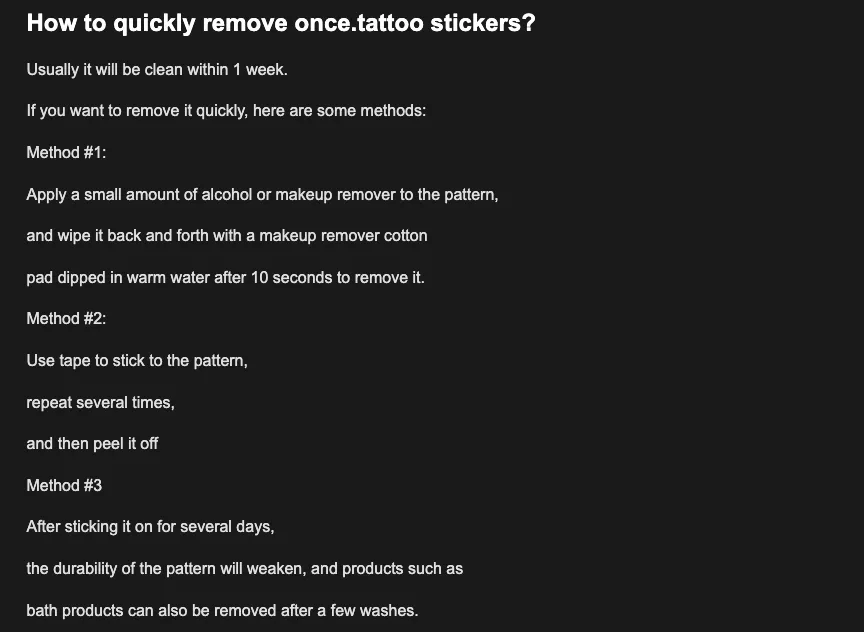 How to quickly remove once.tattoo stickers?
Usually it will be clean within 1 week.
If you want to remove it quickly, here are some methods:
Method #1:
Apply a small amount of alcohol or makeup remover to the pattern,
and wipe it back and forth with a makeup remover cotton
pad dipped in warm water after 10 seconds to remove it.
Method #2:
Use tape to stick to the pattern,
repeat several times,
and then peel it off
Method #3
After sticking it on for several days,
the durability of the pattern will weaken, and products such as
bath products can also be removed after a few washes.